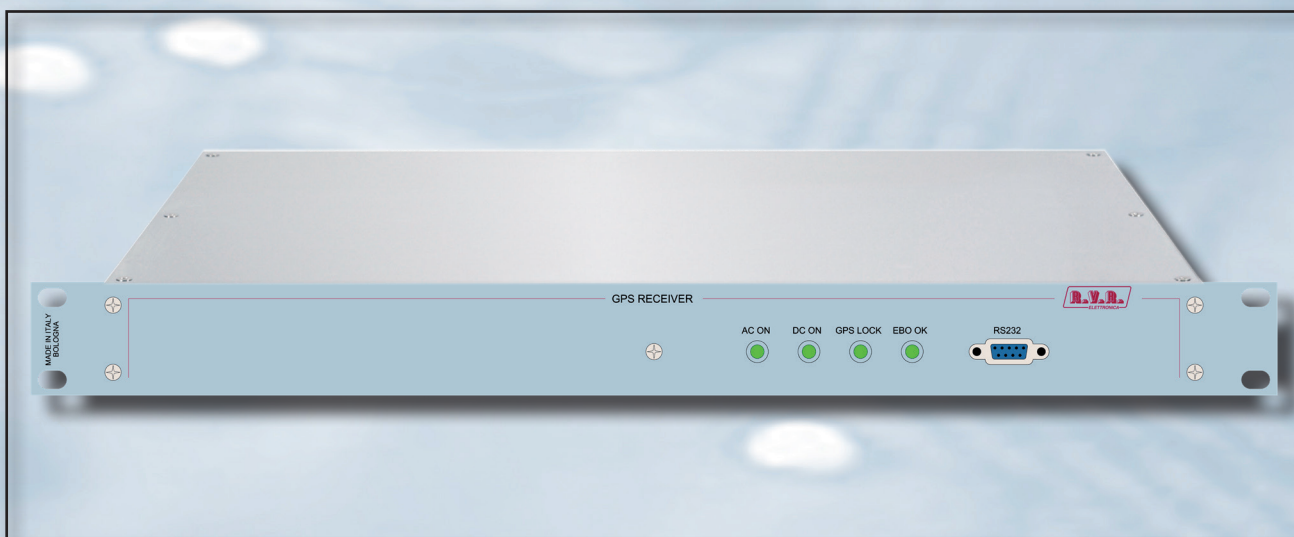 GPS RECEIVER
R.V.R.
ELETTRONICA
MADE IN ITALY
BOLOGNA
AC ON
DC ON
GPS LOCK
EBO OK
RS232